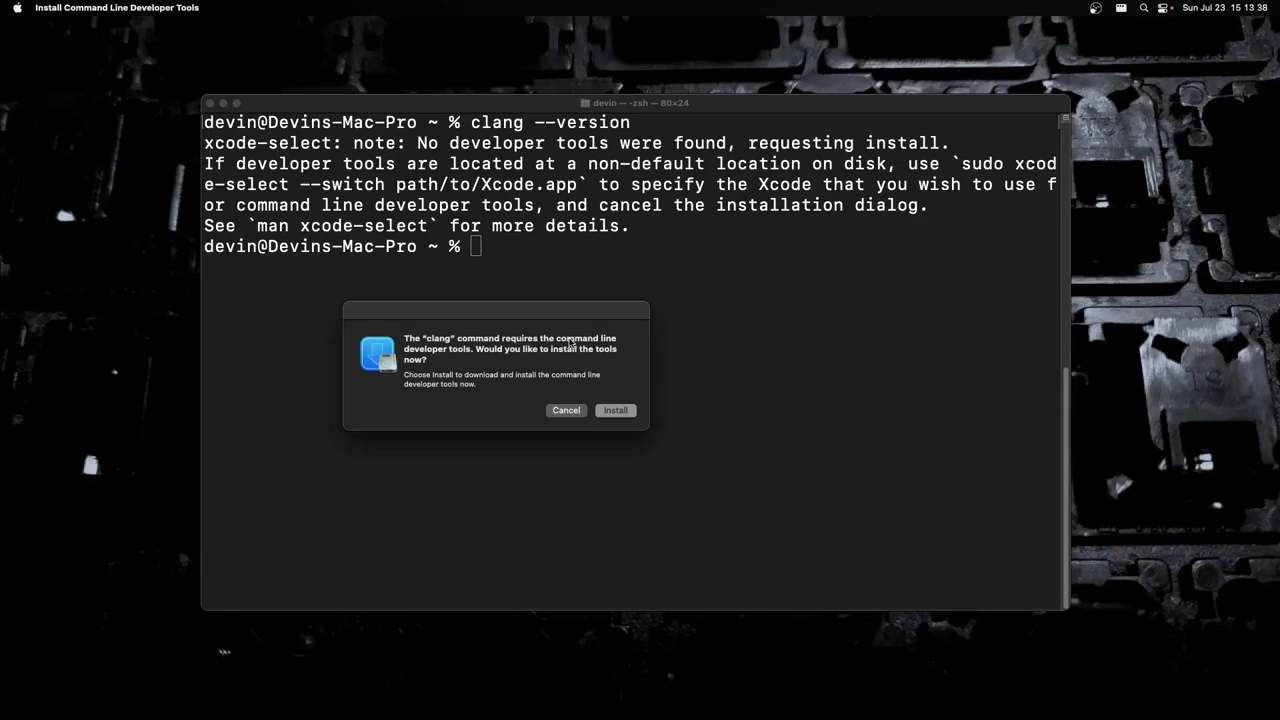 Install Command Line Developer Tools
Sun Jul 23 15 13 38
devin — -zsh — 80×24
devin@Devins-Mac-Pro ~ % clang --version
xcode-select: note: No developer tools were found, requesting install.
If developer tools are located at a non-default location on disk, use `sudo xcod
e-select --switch path/to/Xcode.app` to specify the Xcode that you wish to use f
or command line developer tools, and cancel the installation dialog.
See `man xcode-select` for more details.
devin@Devins-Mac-Pro ~ %
The “clang” command requires the command line
developer tools. Would you like to install the tools
now?
Choose Install to download and install the command line
developer tools now.
Cancel
Install